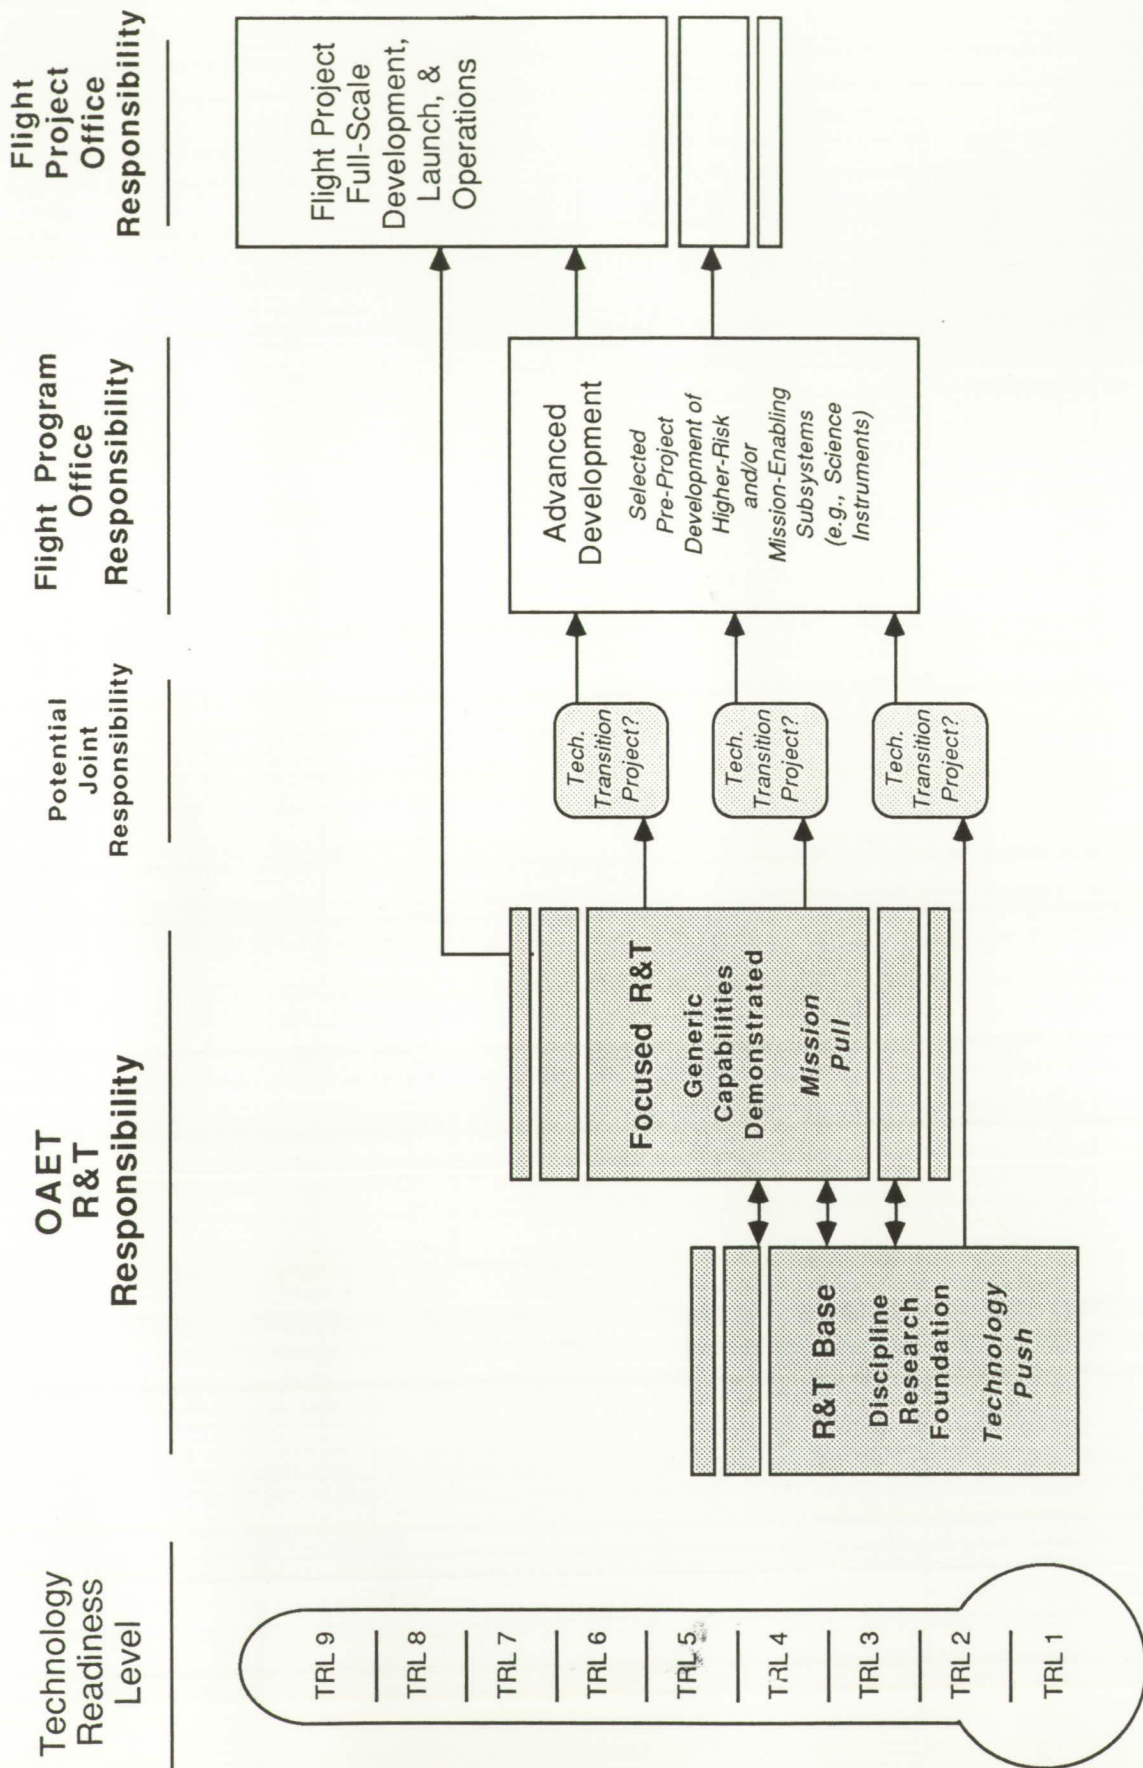 Technology
Readiness
Level
TRL 9
TRL 8
TRL 7
TRL 6
TRL 5
TRL 4
TRL 3
TRL 2
TRL 1
OAET
R&T
Responsibility
R&T Base
Discipline
Research
Foundation
Technology
Push
Focused R&T
Generic
Capabilities
Demonstrated
Mission
Pull
Potential
Joint
Responsibility
Tech.
Transition
Project?
Tech.
Transition
Project?
Tech.
Transition
Project?
Flight Program
Office
Responsibility
Advanced
Development
Selected
Pre-Project
Development of
Higher-Risk
and/or
Mission-Enabling
Subsystems
(e.g., Science
Instruments)
Flight
Project
Office
Responsibility
Flight Project
Full-Scale
Development,
Launch, &
Operations